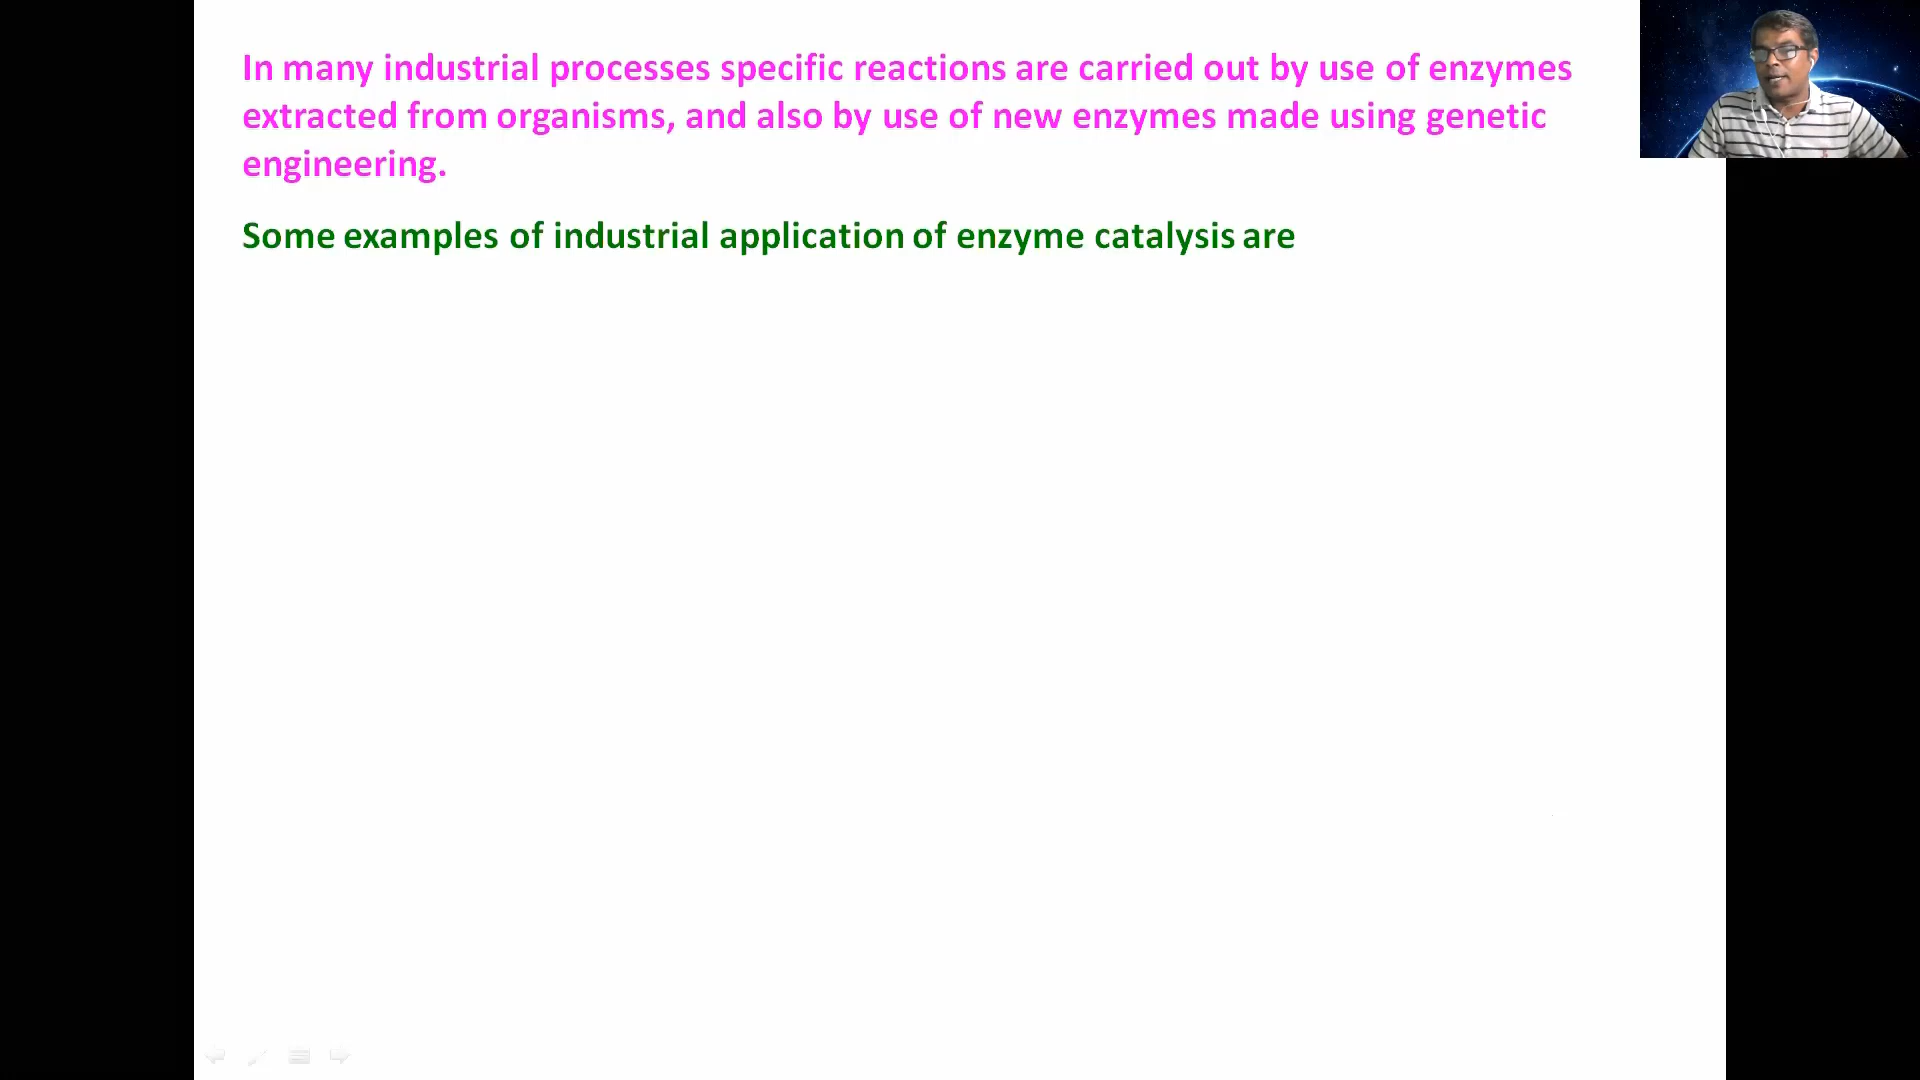 In many industrial processes specific reactions are carried out by use of enzymes
extracted from organisms, and also by use of new enzymes made using genetic
engineering.
Some examples of industrial application of enzyme catalysis are